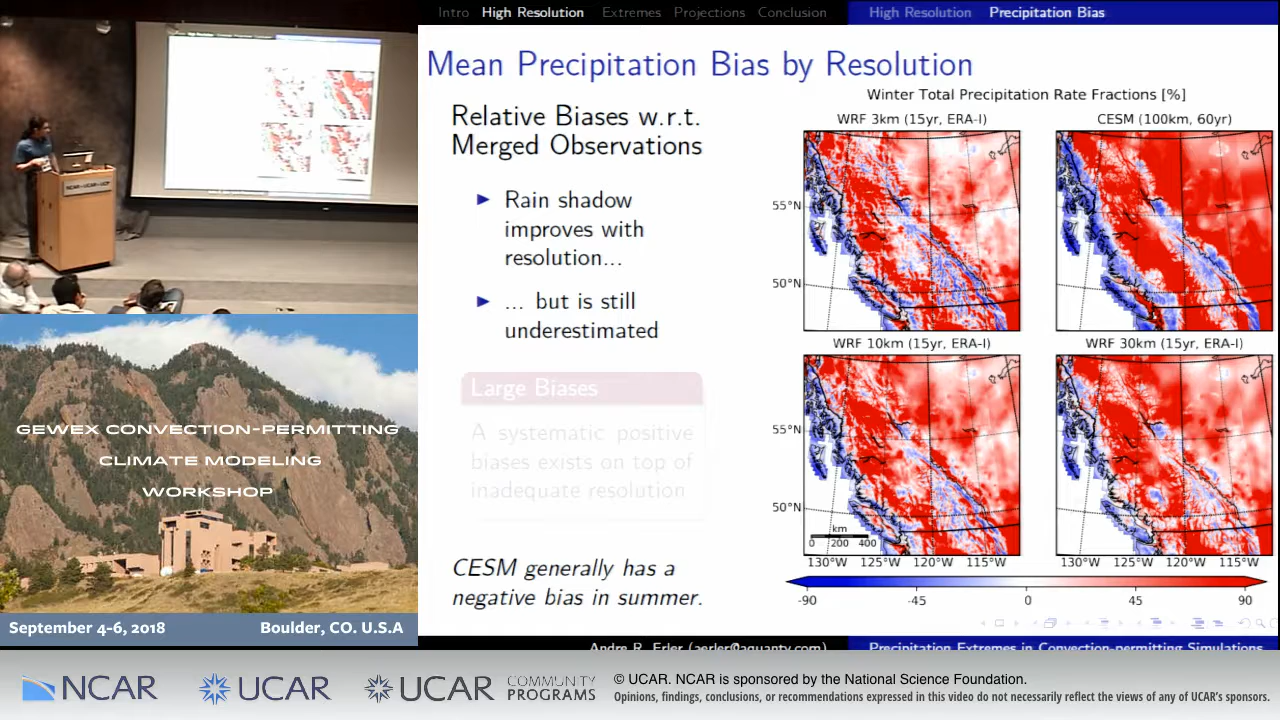 Intro High Resolution Extremes Projections Conclusion
High Resolution Precipitation Bias
Mean Precipitation Bias by Resolution
Relative Biases w.r.t.
Merged Observations
Rain shadow
improves with
resolution...
... but is still
underestimated
Large Biases
A systematic positive
biases exists on top of
inadequate resolution
CESM generally has a
negative bias in summer.
Winter Total Precipitation Rate Fractions [%]
WRF 3km (15yr, ERA-I)
CESM (100km, 60yr)
55°N
50°N
WRF 10km (15yr, ERA-I)
WRF 30km (15yr, ERA-I)
55°N
50°N
km
0 200 400
130°W 125°W 120°W 115°W
130°W 125°W 120°W 115°W
-90 -45 0 45 90
Andre R. Erler (aerler@aquanty.com)
Precipitation Extremes in Convection-permitting Simulations
NCAR•UCAR•UCP
GEWEX CONVECTION-PERMITTING
CLIMATE MODELING
WORKSHOP
September 4-6, 2018 Boulder, CO. U.S.A
NCAR
UCAR
UCAR COMMUNITY PROGRAMS
© UCAR. NCAR is sponsored by the National Science Foundation.
Opinions, findings, conclusions, or recommendations expressed in this video do not necessarily reflect the views of any of UCAR's sponsors.